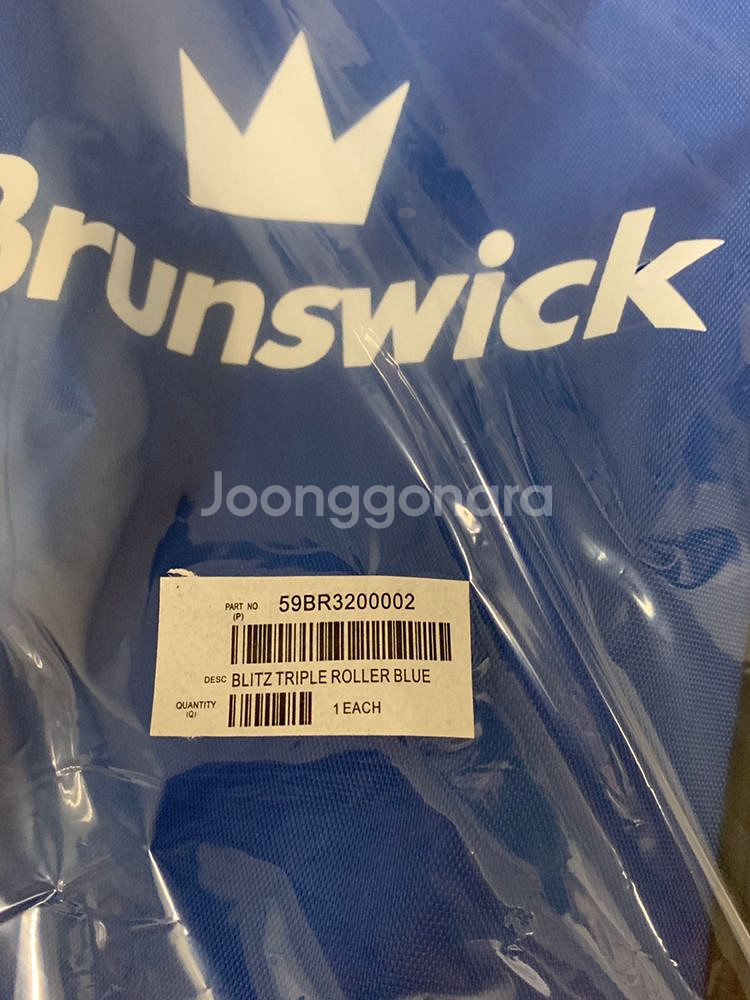 Brunswick
Joonggonara
PART NO 59BR3200002
(P)
DESC BLITZ TRIPLE ROLLER BLUE
QUANTITY 1 EACH
(Q)